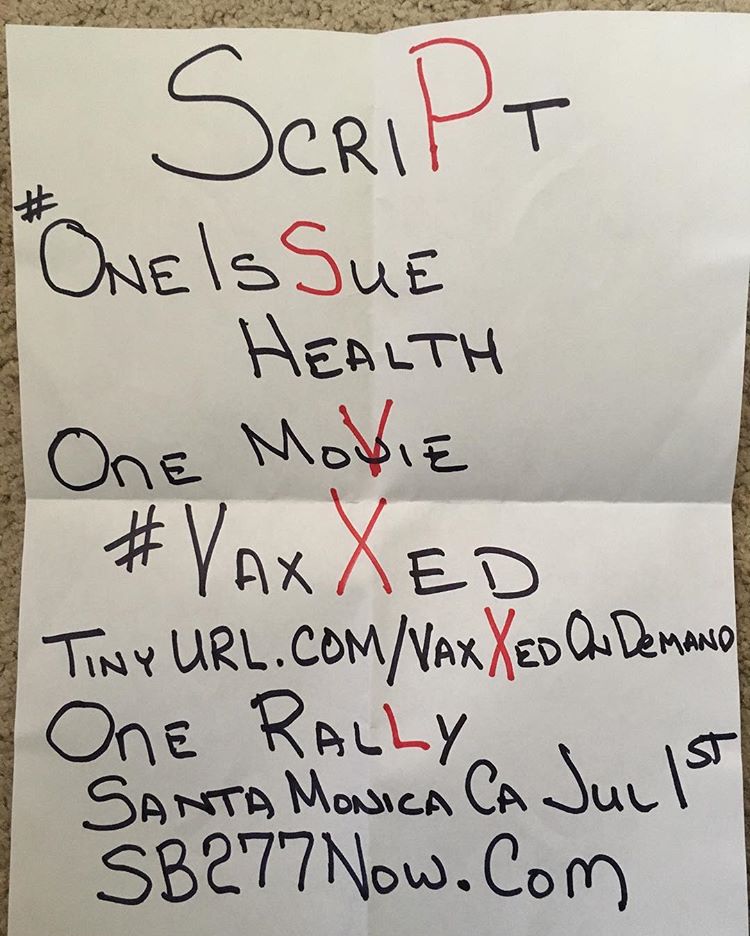 ScriPt
#OneIsSue
Health
One Movie
#VaxXed
TinyURL.com/VaxXedOnDemand
One Rally
Santa Monica Ca Jul 1st
SB277Now.Com